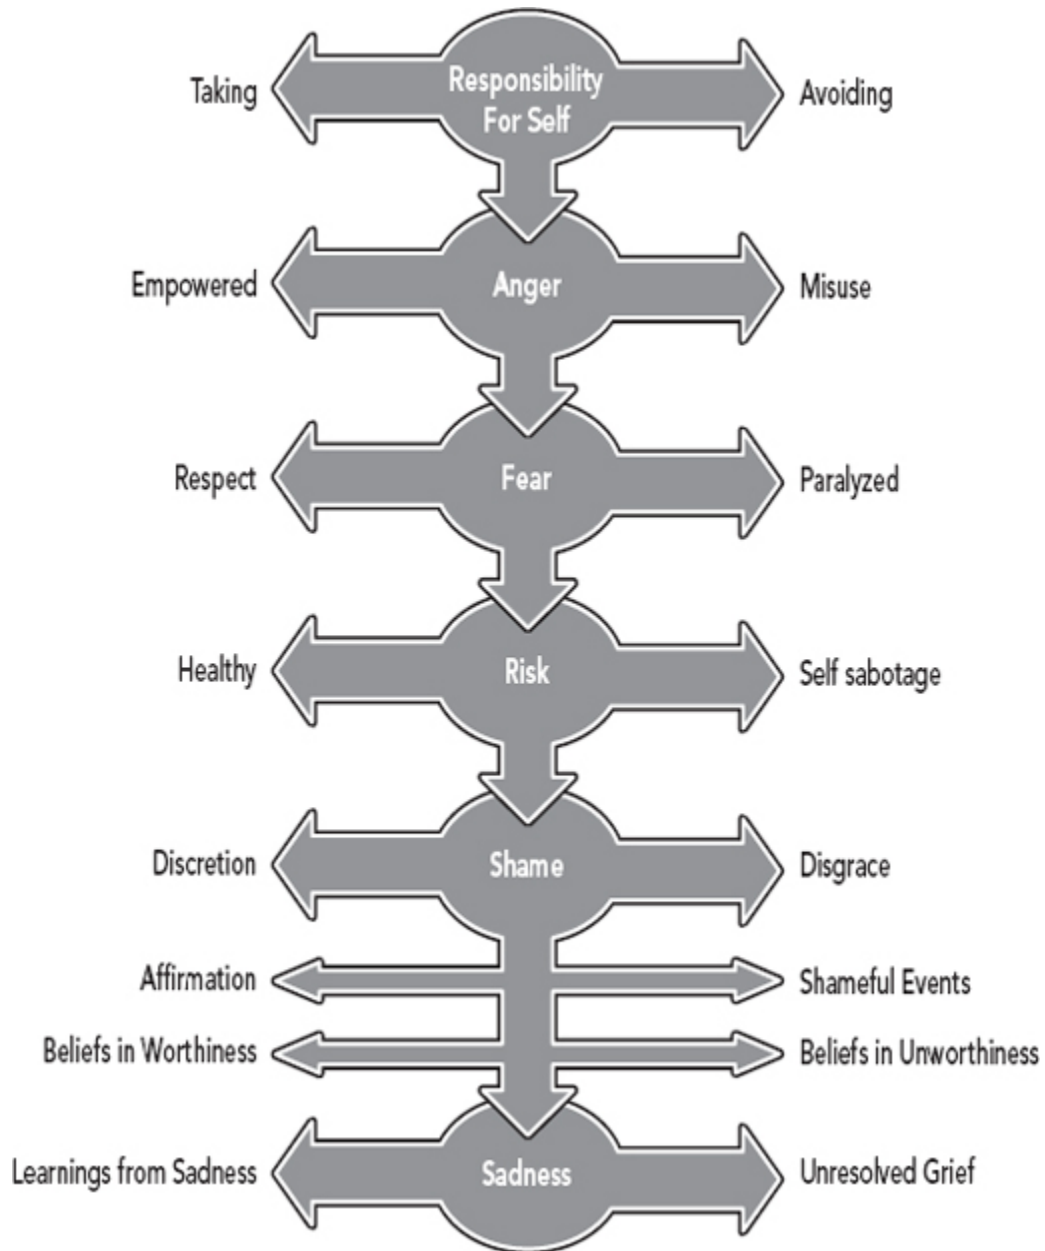 Taking
Responsibility
For Self
Avoiding
Empowered
Anger
Misuse
Respect
Fear
Paralyzed
Healthy
Risk
Self sabotage
Discretion
Shame
Disgrace
Affirmation
Shameful Events
Beliefs in Worthiness
Beliefs in Unworthiness
Learnings from Sadness
Sadness
Unresolved Grief